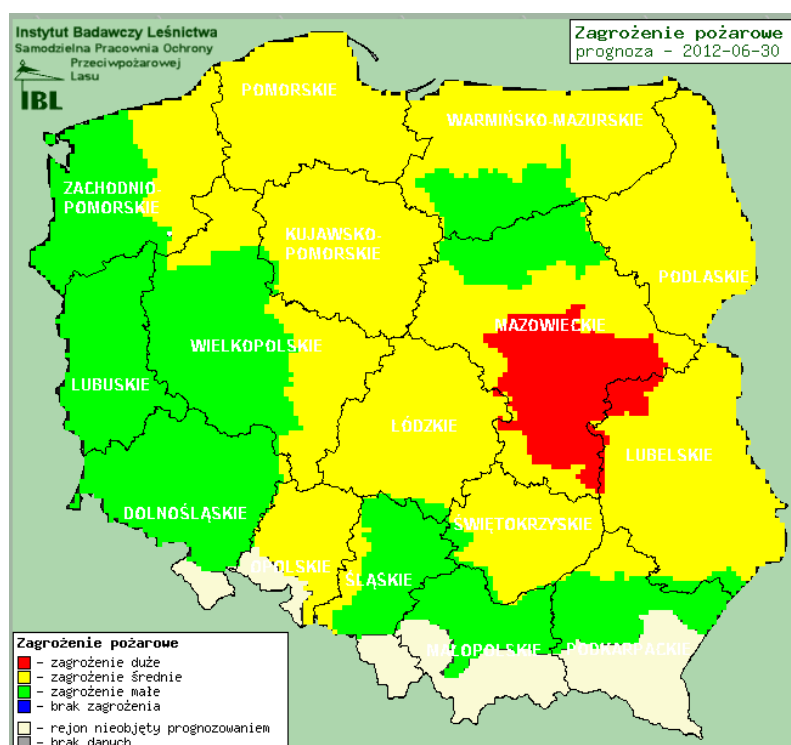 Instytut Badawczy Leśnictwa
Samodzielna Pracownia Ochrony
Przeciwpożarowej
Lasu
IBL
Zagrożenie pożarowe
prognoza - 2012-06-30
POMORSKIE
WARMIŃSKO-MAZURSKIE
ZACHODNIO-
POMORSKIE
KUJAWSKO-
POMORSKIE
PODLASKIE
MAZOWIECKIE
WIELKOPOLSKIE
LUBUSKIE
ŁÓDZKIE
LUBELSKIE
DOLNOŚLĄSKIE
ŚWIĘTOKRZYSKIE
OPOLSKIE
ŚLĄSKIE
MAŁOPOLSKIE
PODKARPACKIE
Zagrożenie pożarowe
- zagrożenie duże
- zagrożenie średnie
- zagrożenie małe
- brak zagrożenia
- rejon nieobjęty prognozowaniem
- brak danych